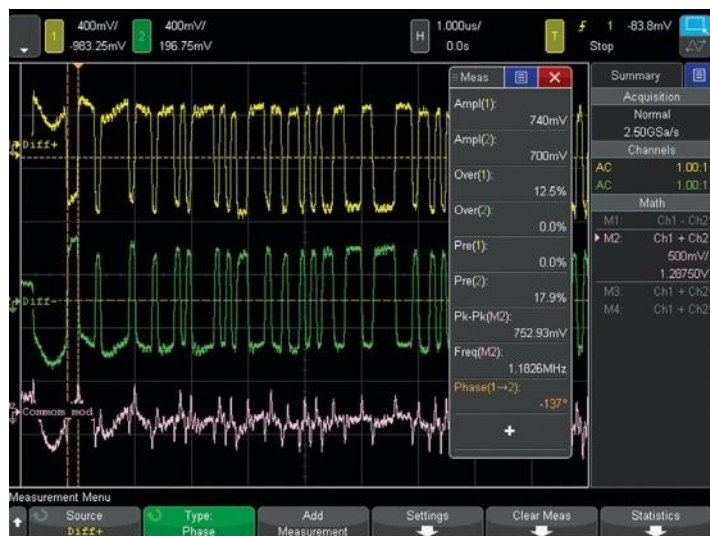 1 400mV/ 2 400mV/ H 1.000us/ T 1 -83.8mV
-983.25mV 196.75mV 0.0s Stop
Meas
Summary
Ampl(1):
740mV
Ampl(2):
700mV
Over(1):
12.5%
Over(2):
0.0%
Pre(1):
0.0%
Pre(2):
17.9%
Pk-Pk(M2):
752.93mV
Freq(M2):
1.1826MHz
Phase(1→2):
-137°
+
Acquisition
Normal
2.50GSa/s
Channels
AC 1.00:1
AC 1.00:1
Math
M1: Ch1 - Ch2
M2: Ch1 + Ch2
500mV/
1.28750V
M3: Ch1 + Ch2
M4: Ch1 + Ch2
Diff+
Diff-
Commom mod
Measurement Menu
Source Type: Add Settings Clear Meas Statistics
Diff+ Phase Measurement